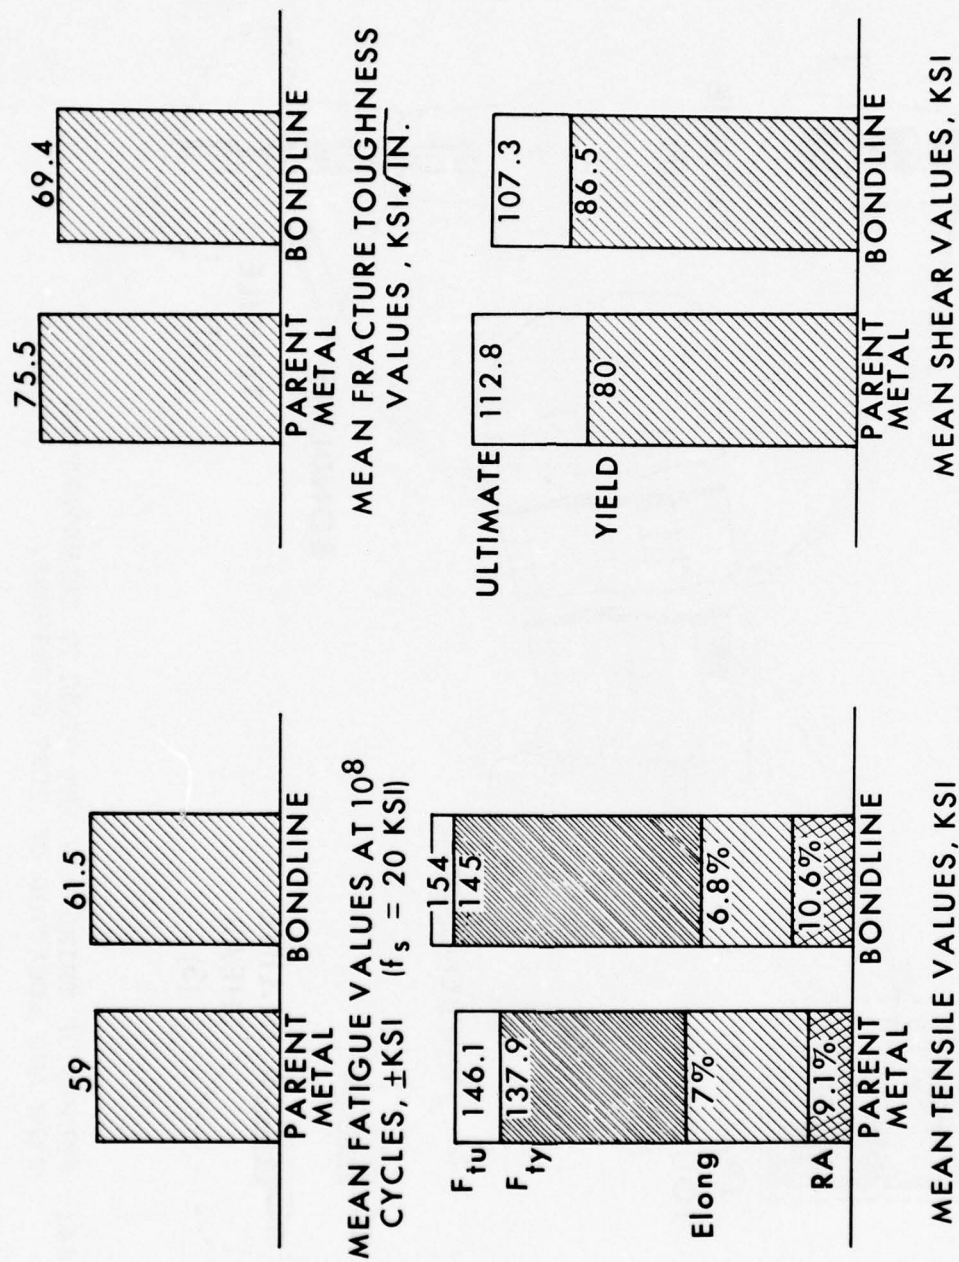 59
61.5
PARENT
METAL
BONDLINE
MEAN FATIGUE VALUES AT 10⁸
CYCLES, ±KSI (fs = 20 KSI)
75.5
69.4
PARENT
METAL
BONDLINE
MEAN FRACTURE TOUGHNESS
VALUES, KSI√IN.
Ftu
146.1
154
Fty
137.9
145
Elong
7%
6.8%
RA
9.1%
10.6%
PARENT
METAL
BONDLINE
MEAN TENSILE VALUES, KSI
ULTIMATE
112.8
107.3
YIELD
80
86.5
PARENT
METAL
BONDLINE
MEAN SHEAR VALUES, KSI